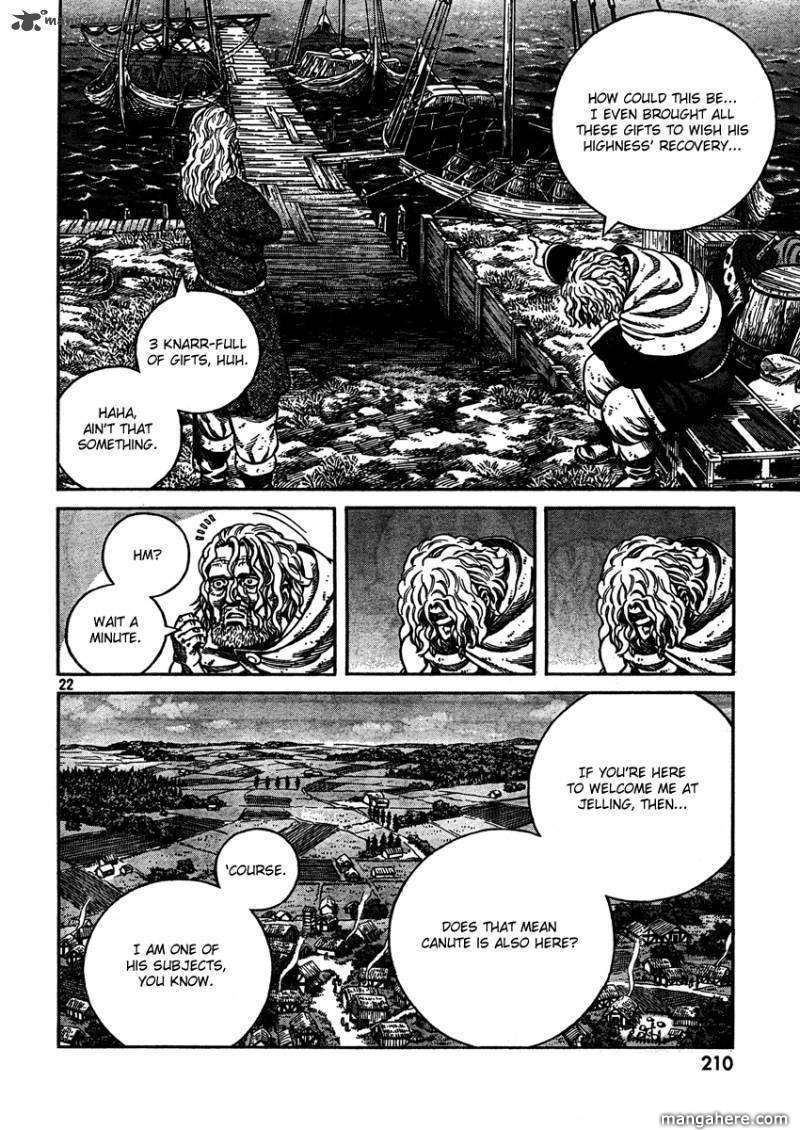 HOW COULD THIS BE...
I EVEN BROUGHT ALL
THESE GIFTS TO WISH HIS
HIGHNESS' RECOVERY...
3 KNARR-FULL
OF GIFTS, HUH.
HAHA,
AIN'T THAT
SOMETHING.
HM?
WAIT A
MINUTE.
22
IF YOU'RE HERE
TO WELCOME ME AT
JELLING, THEN...
DOES THAT MEAN
CANUTE IS ALSO HERE?
'COURSE.
I AM ONE OF
HIS SUBJECTS,
YOU KNOW.
210
mangahere.com